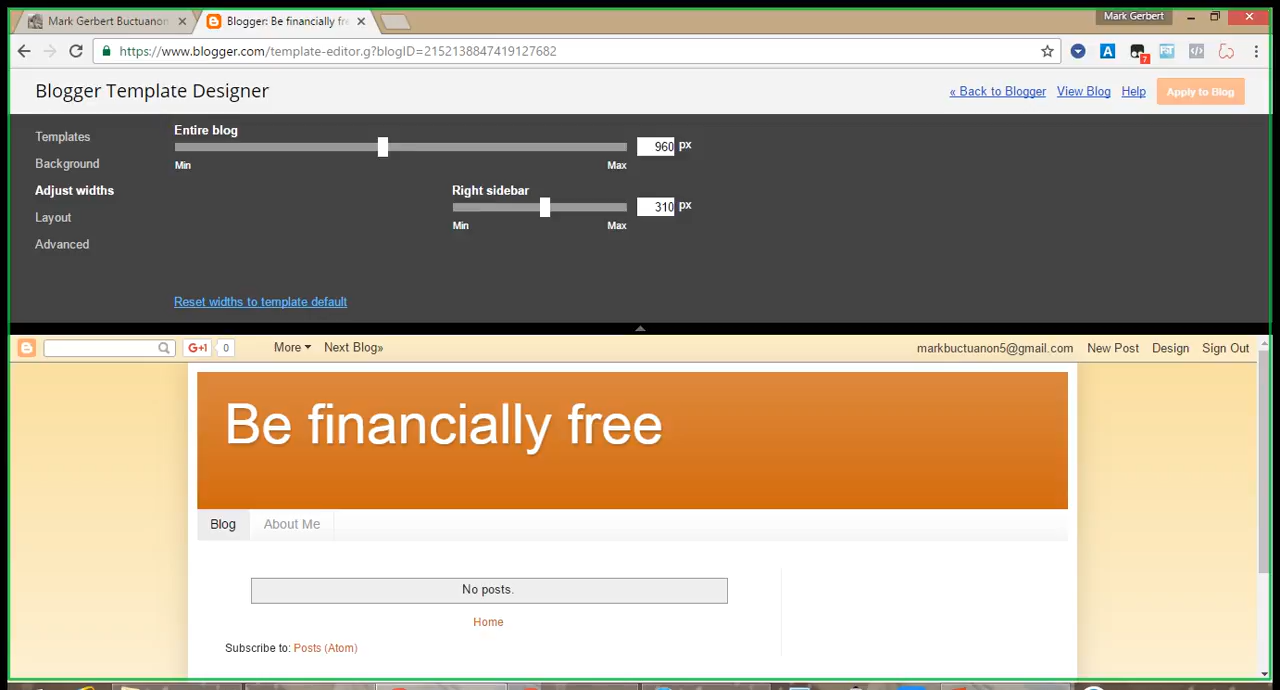 Mark Gerbert Buctuanon
Blogger: Be financially fre
Mark Gerbert
https://www.blogger.com/template-editor.g?blogID=2152138847419127682
A
7
Blogger Template Designer
« Back to Blogger
View Blog
Help
Apply to Blog
Templates
Background
Adjust widths
Layout
Advanced
Entire blog
960 px
Min
Max
Right sidebar
310 px
Min
Max
Reset widths to template default
G+1
0
More
Next Blog»
markbuctuanon5@gmail.com
New Post
Design
Sign Out
Be financially free
Blog
About Me
No posts.
Home
Subscribe to: Posts (Atom)